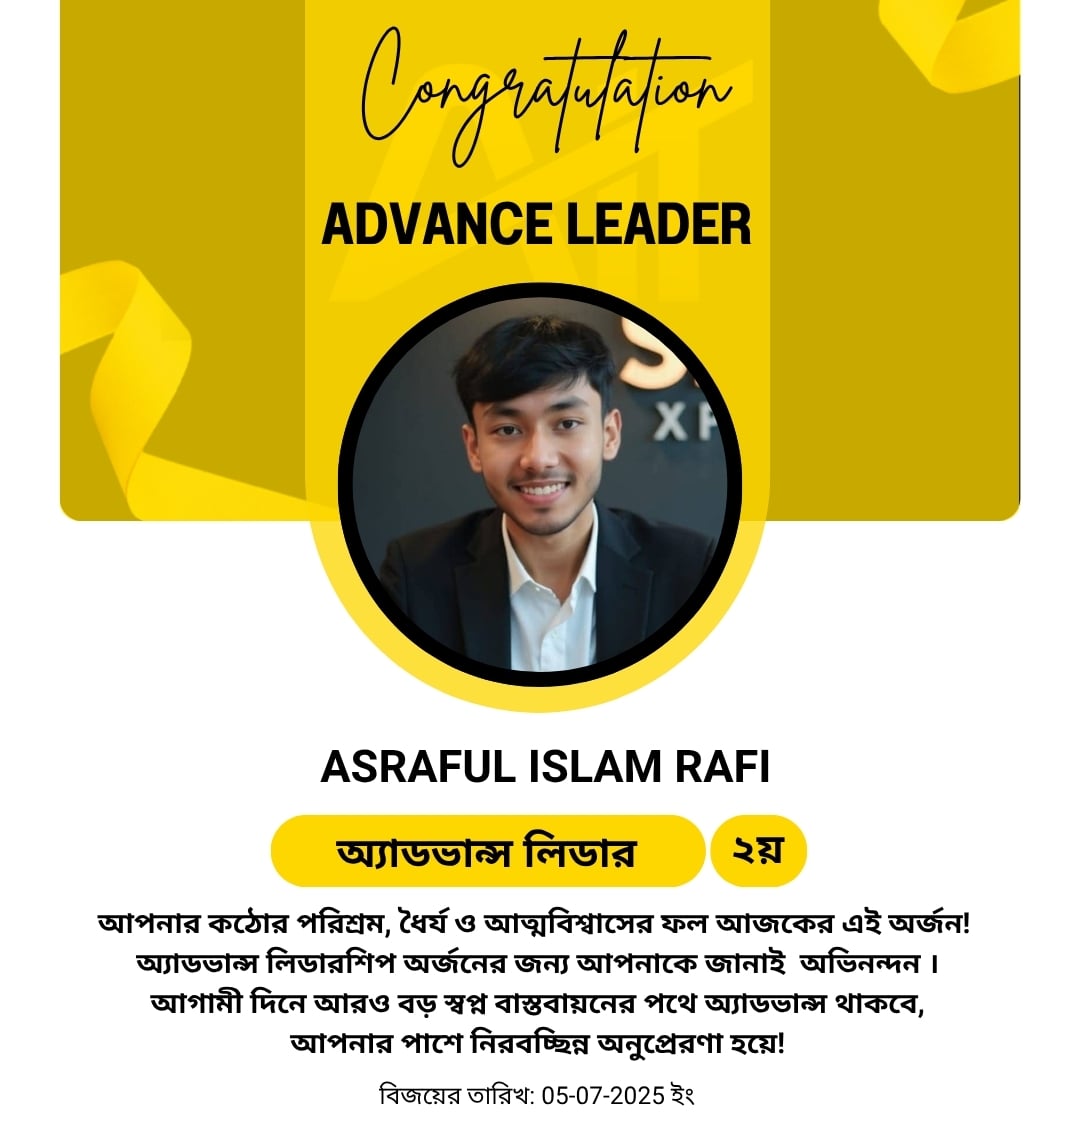 Congratulation
ADVANCE LEADER
ASRAFUL ISLAM RAFI
অ্যাডভান্স লিডার ২য়
আপনার কঠোর পরিশ্রম, ধৈর্য ও আত্মবিশ্বাসের ফল আজকের এই অর্জন!
অ্যাডভান্স লিডারশিপ অর্জনের জন্য আপনাকে জানাই অভিনন্দন ।
আগামী দিনে আরও বড় স্বপ্ন বাস্তবায়নের পথে অ্যাডভান্স থাকবে,
আপনার পাশে নিরবচ্ছিন্ন অনুপ্রেরণা হয়ে!
বিজয়ের তারিখ: 05-07-2025 ইং